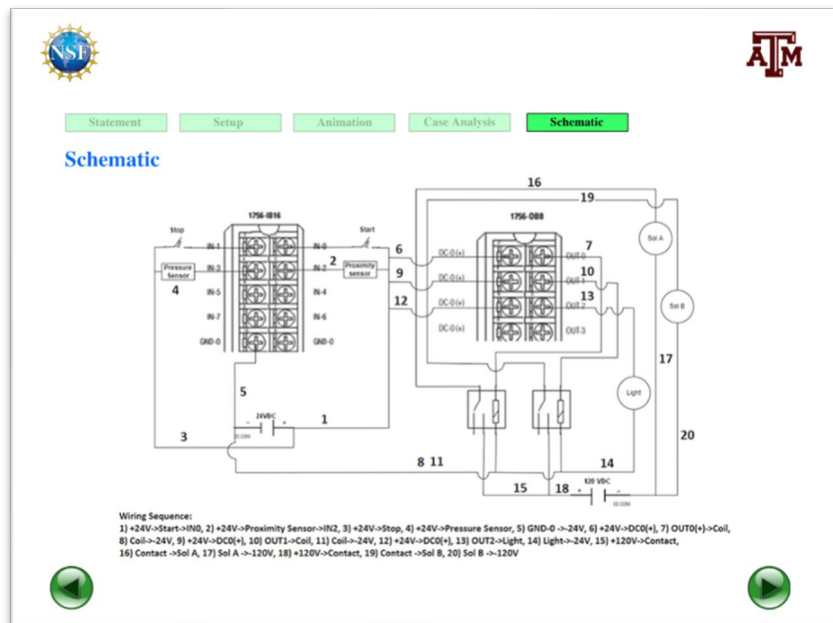 NSF
ATM
Statement
Setup
Animation
Case Analysis
Schematic
Schematic
16
19
1756-IB16
1756-OB8
Stop
Start
IN-1
IN-0
6
DC-0(+)
OUT-0
7
Sol A
Pressure
Sensor
IN-3
2
IN-2
Proximity
sensor
4
9
DC-0(+)
OUT-1
10
IN-5
IN-4
12
DC-0(+)
OUT-2
13
Sol B
IN-7
IN-6
DC-0(+)
OUT-3
GND-0
GND-0
17
5
Light
24VDC
-
+
1
DC COM
3
20
8 11
14
15
18
+
120 VDC
-
DC COM
Wiring Sequence:
1) +24V->Start->IN0, 2) +24V->Proximity Sensor->IN2, 3) +24V->Stop, 4) +24V->Pressure Sensor, 5) GND-0 ->-24V, 6) +24V->DC0(+), 7) OUT0(+)->Coil,
8) Coil->-24V, 9) +24V->DC0(+), 10) OUT1->Coil, 11) Coil->-24V, 12) +24V->DC0(+), 13) OUT2->Light, 14) Light->-24V, 15) +120V->Contact,
16) Contact ->Sol A, 17) Sol A ->-120V, 18) +120V->Contact, 19) Contact ->Sol B, 20) Sol B ->-120V